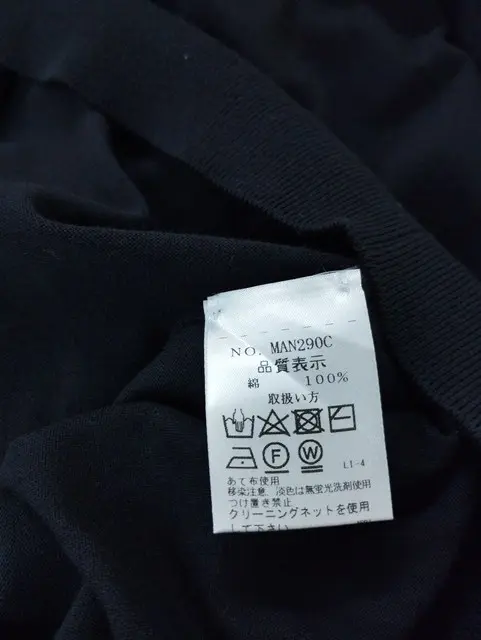 NO. MAN290C
品質表示
綿 100%
取扱い方
F W
L1-4
あて布使用
移染注意 淡色は無蛍光洗剤使用
つけ置き禁止
クリーニングネットを使用
して下さい